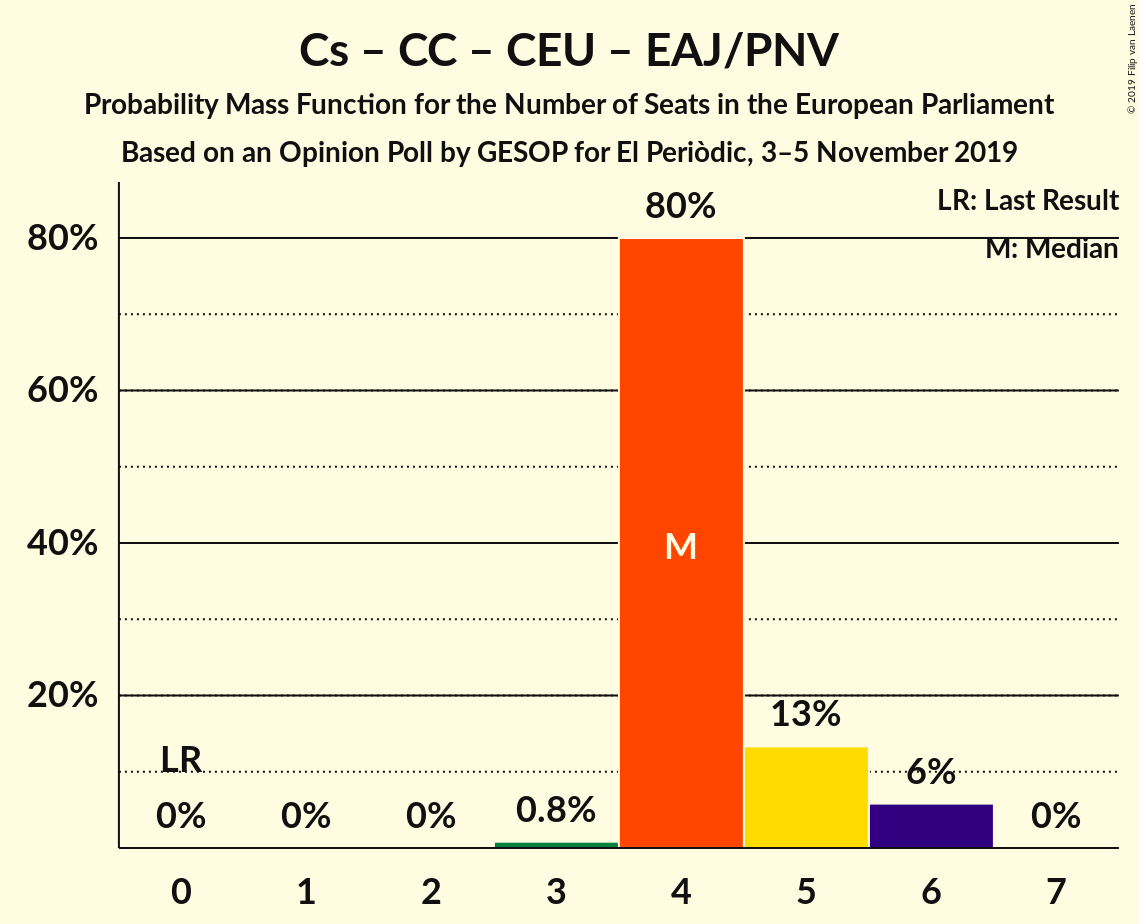 Cs – CC – CEU – EAJ/PNV
Probability Mass Function for the Number of Seats in the European Parliament
Based on an Opinion Poll by GESOP for El Periòdic, 3–5 November 2019
© 2019 Filip van Laenen
LR: Last Result
M: Median
80%
60%
40%
20%
LR
0%
0%
0%
0.8%
80%
M
13%
6%
0%
0 1 2 3 4 5 6 7